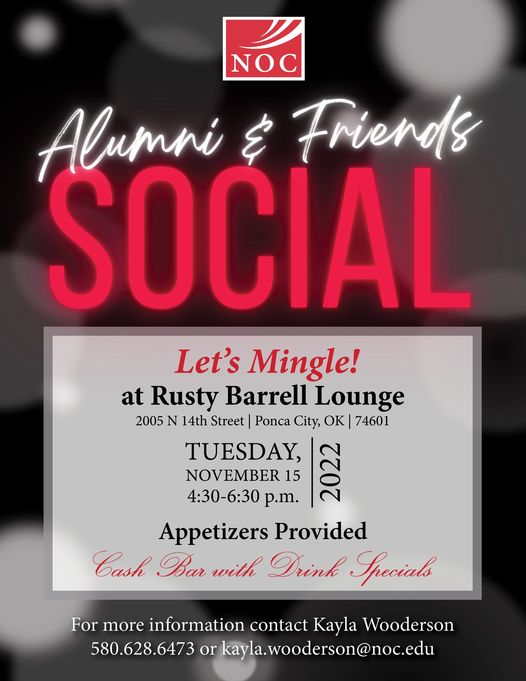 NOC
Alumni & Friends
SOCIAL
Let's Mingle!
at Rusty Barrell Lounge
2005 N 14th Street | Ponca City, OK | 74601
TUESDAY,
NOVEMBER 15
4:30-6:30 p.m.
2022
Appetizers Provided
Cash Bar with Drink Specials
For more information contact Kayla Wooderson
580.628.6473 or kayla.wooderson@noc.edu